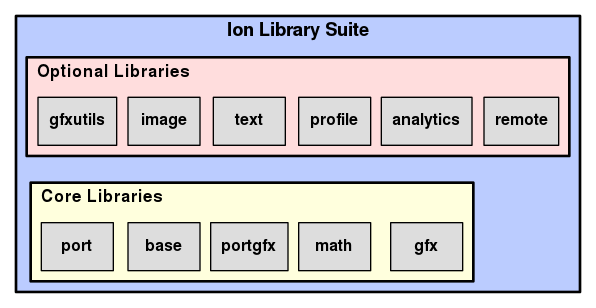 Ion Library Suite
Optional Libraries
gfxutils image text profile analytics remote
Core Libraries
port base portgfx math gfx